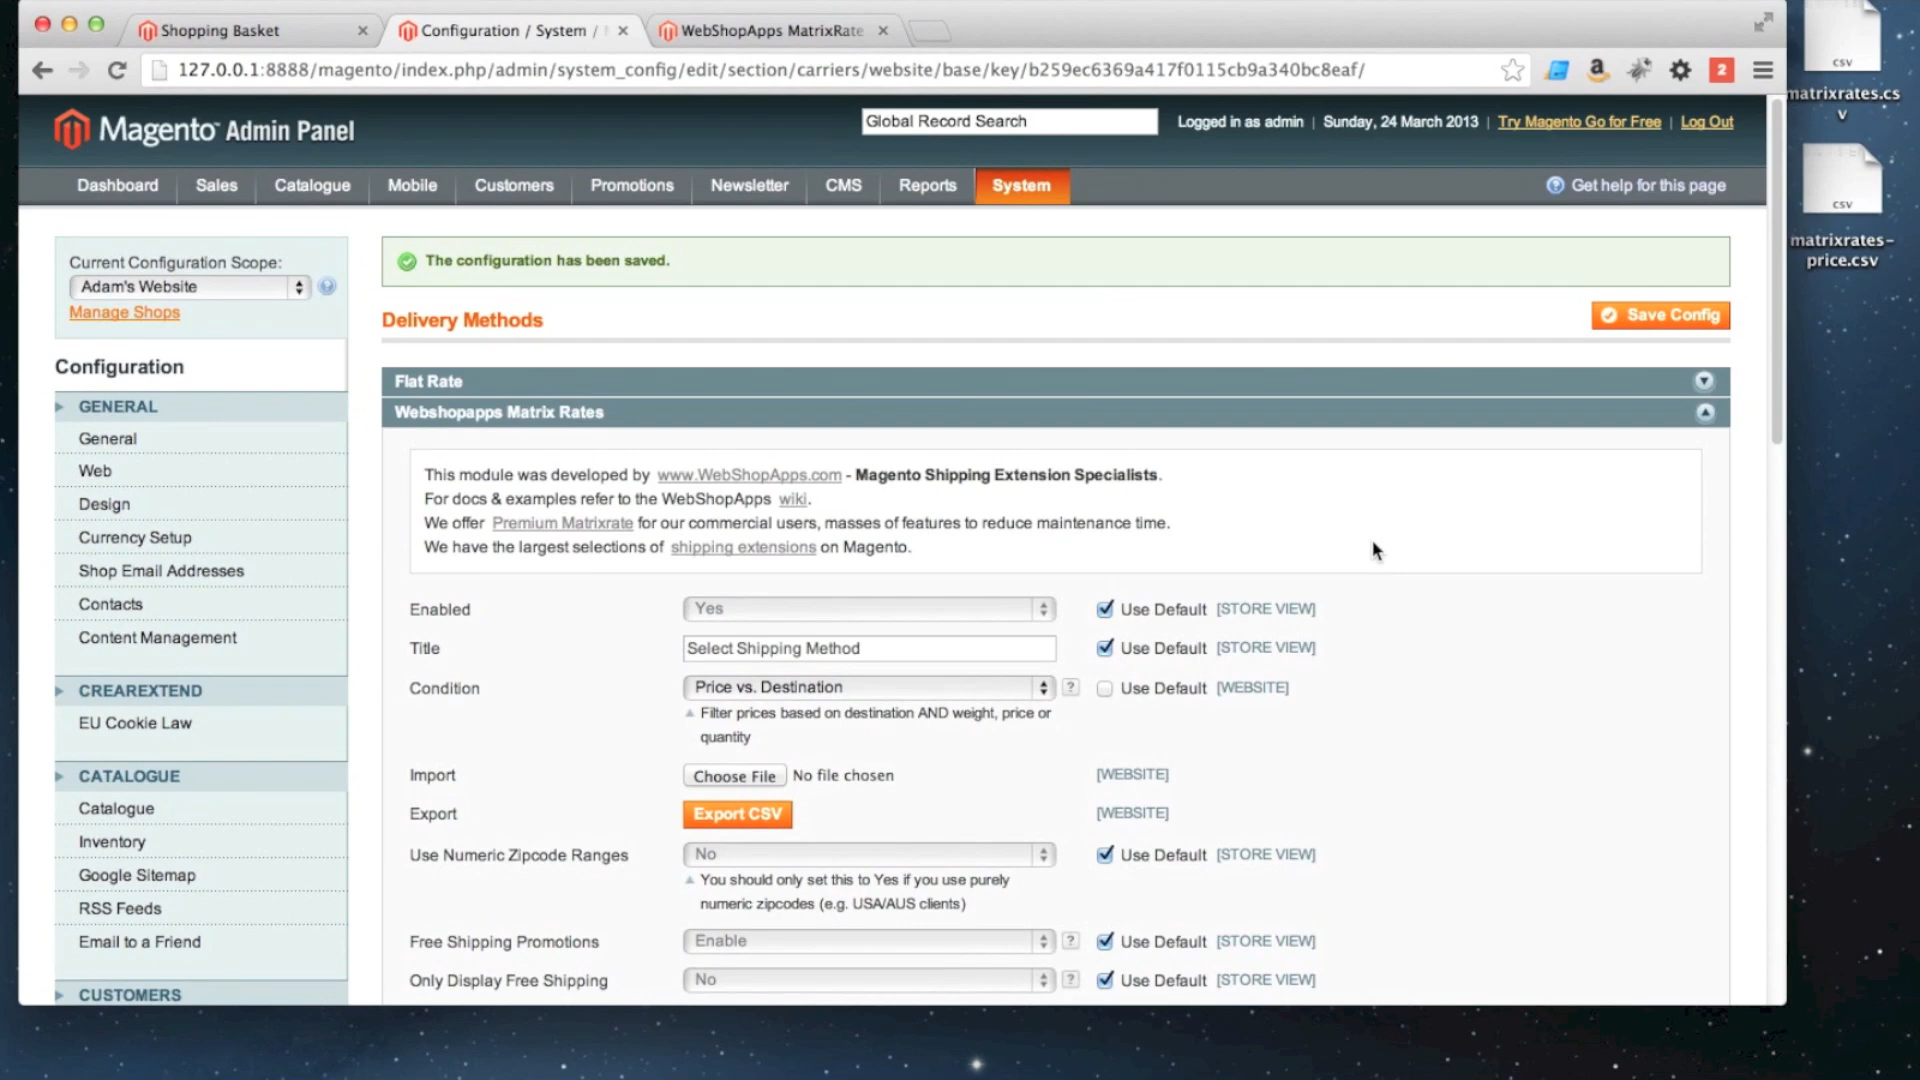 Shopping Basket
Configuration / System /
WebShopApps MatrixRate
127.0.0.1:8888/magento/index.php/admin/system_config/edit/section/carriers/website/base/key/b259ec6369a417f0115cb9a340bc8eaf/
2
csv
matrixrates.cs
v
csv
matrixrates-
price.csv
Magento Admin Panel
Global Record Search
Logged in as admin | Sunday, 24 March 2013 | Try Magento Go for Free | Log Out
Dashboard Sales Catalogue Mobile Customers Promotions Newsletter CMS Reports System
Get help for this page
Current Configuration Scope:
Adam's Website
Manage Shops
Configuration
GENERAL
General
Web
Design
Currency Setup
Shop Email Addresses
Contacts
Content Management
CREAREXTEND
EU Cookie Law
CATALOGUE
Catalogue
Inventory
Google Sitemap
RSS Feeds
Email to a Friend
CUSTOMERS
The configuration has been saved.
Delivery Methods
Save Config
Flat Rate
Webshopapps Matrix Rates
This module was developed by www.WebShopApps.com - Magento Shipping Extension Specialists.
For docs & examples refer to the WebShopApps wiki.
We offer Premium Matrixrate for our commercial users, masses of features to reduce maintenance time.
We have the largest selections of shipping extensions on Magento.
Enabled Yes Use Default [STORE VIEW]
Title Select Shipping Method Use Default [STORE VIEW]
Condition Price vs. Destination ? Use Default [WEBSITE]
Filter prices based on destination AND weight, price or
quantity
Import Choose File No file chosen [WEBSITE]
Export Export CSV [WEBSITE]
Use Numeric Zipcode Ranges No Use Default [STORE VIEW]
You should only set this to Yes if you use purely
numeric zipcodes (e.g. USA/AUS clients)
Free Shipping Promotions Enable ? Use Default [STORE VIEW]
Only Display Free Shipping No ? Use Default [STORE VIEW]